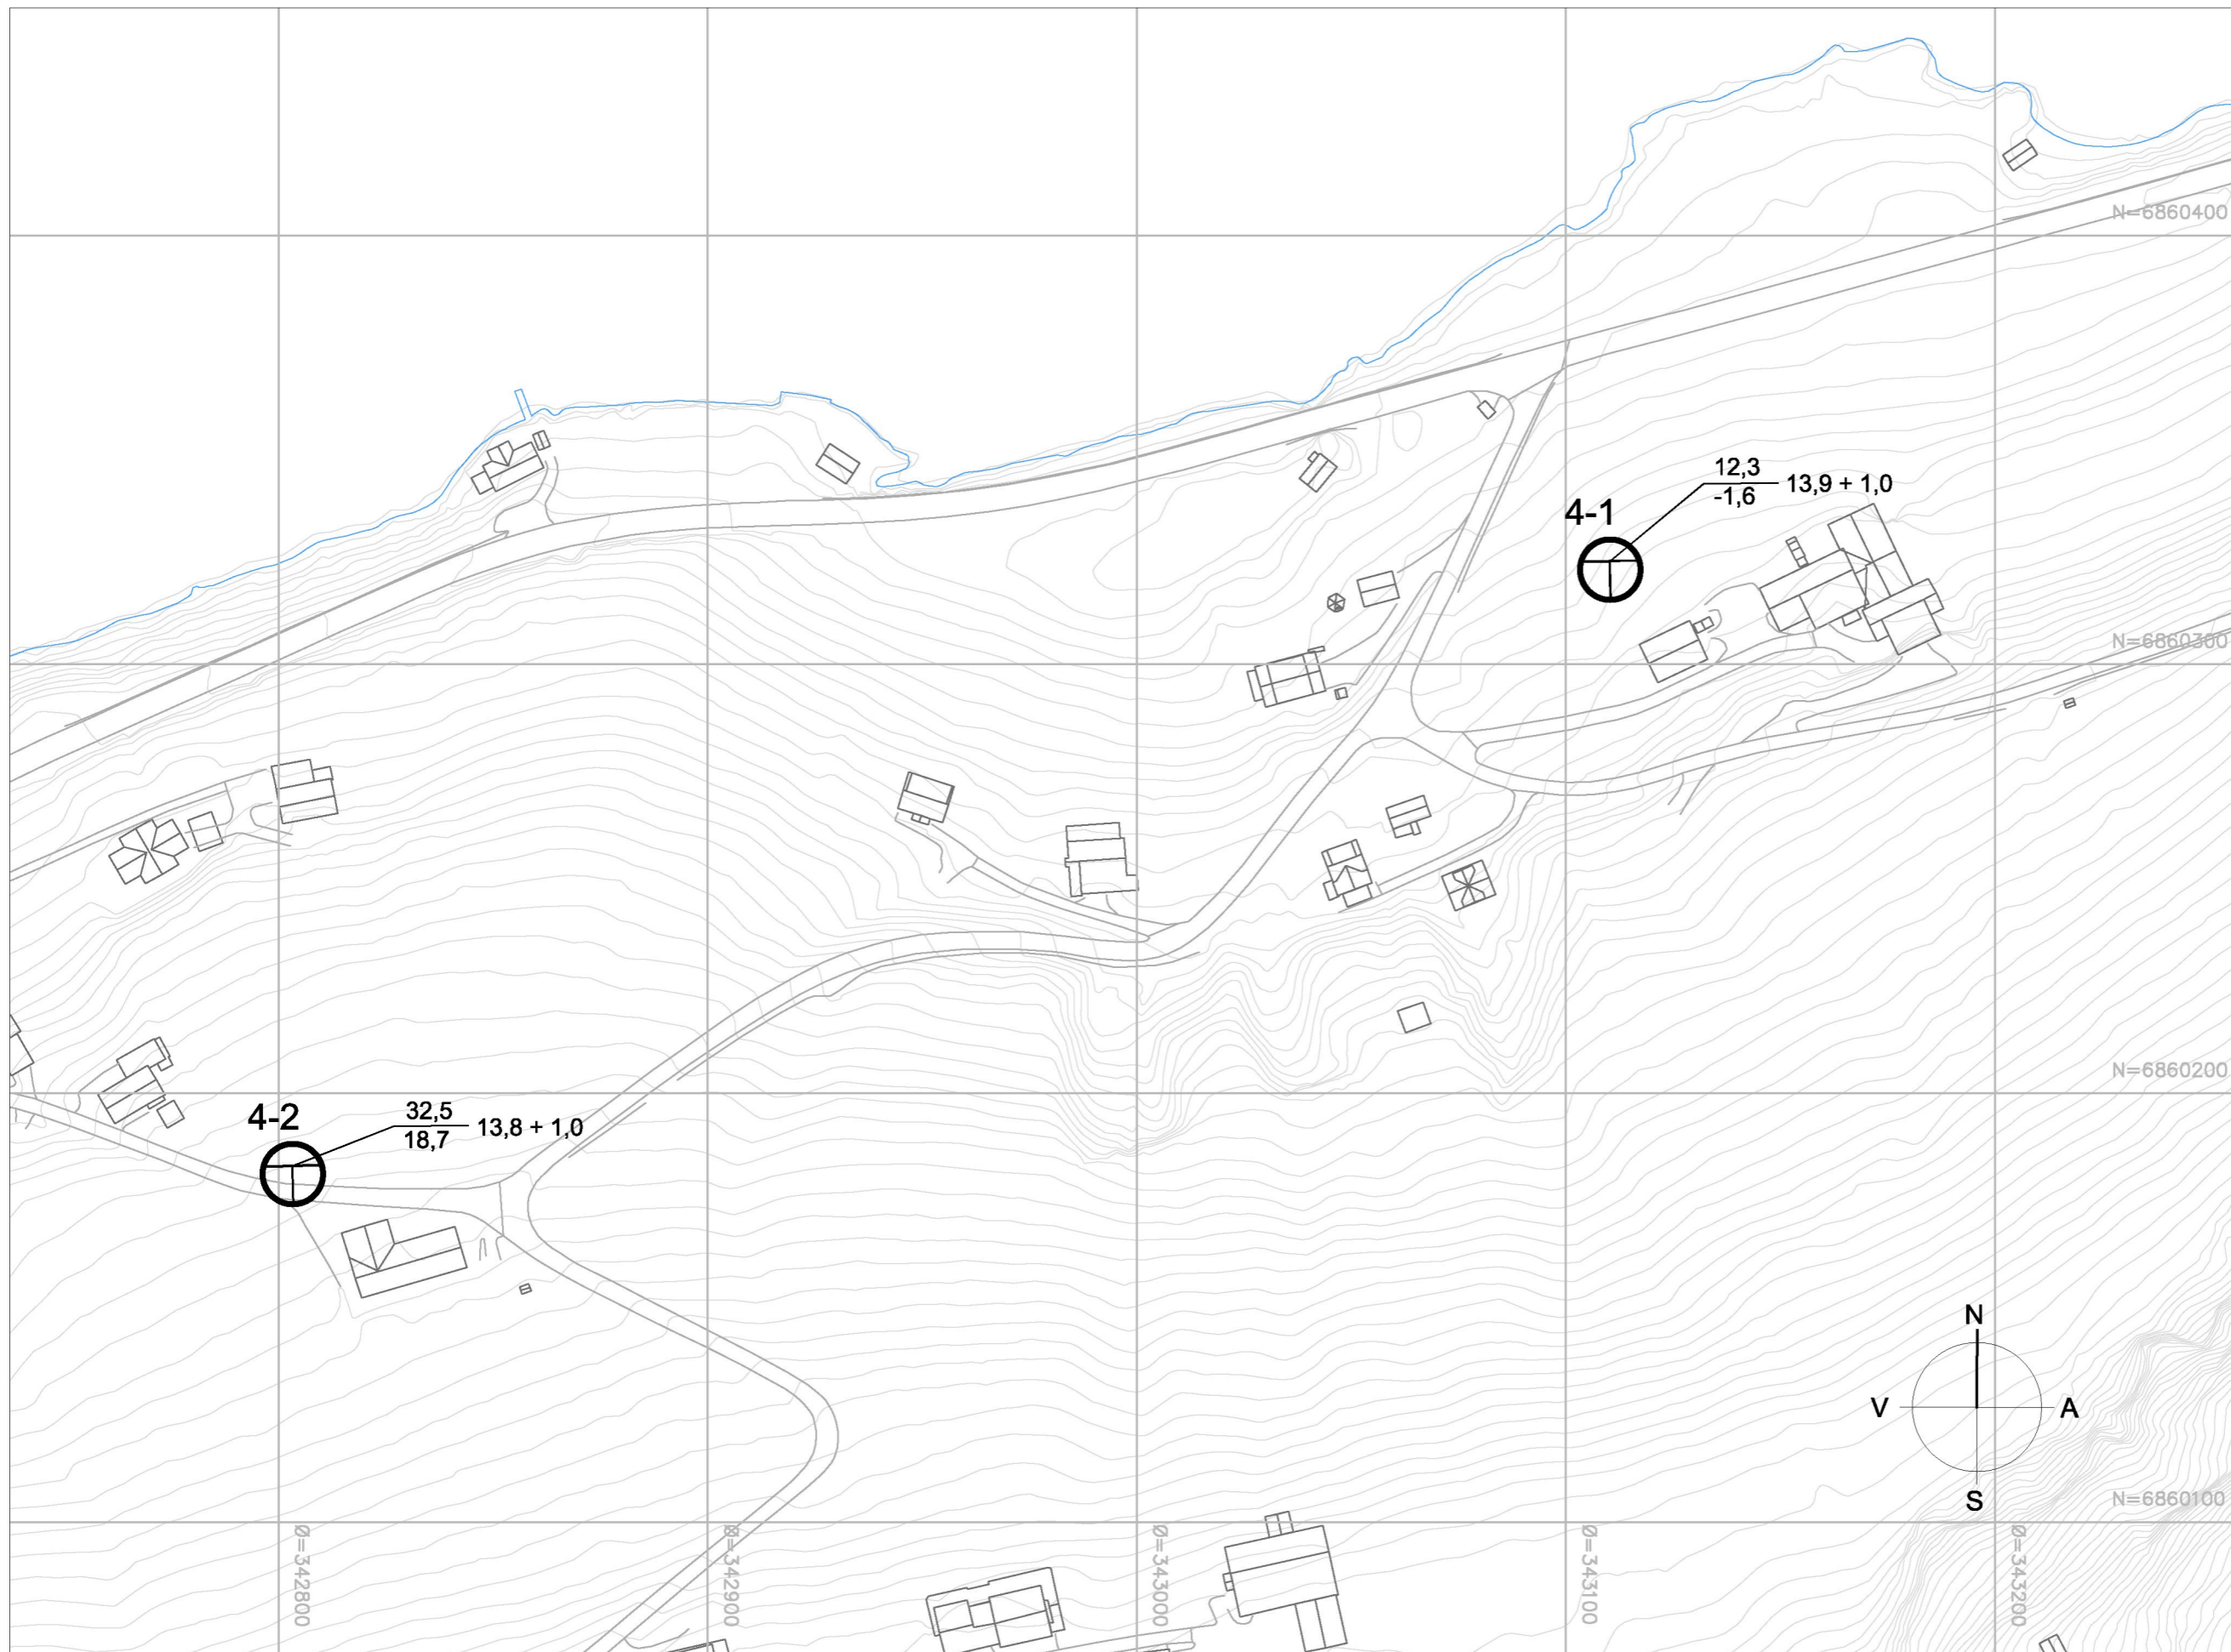 N=6860400
12,3
-1,6
13,9 + 1,0
4-1
N=6860300
N=6860200
4-2
32,5
18,7
13,8 + 1,0
N
V
A
S
N=6860100
Ø=342800
Ø=342900
Ø=343000
Ø=343100
Ø=343200